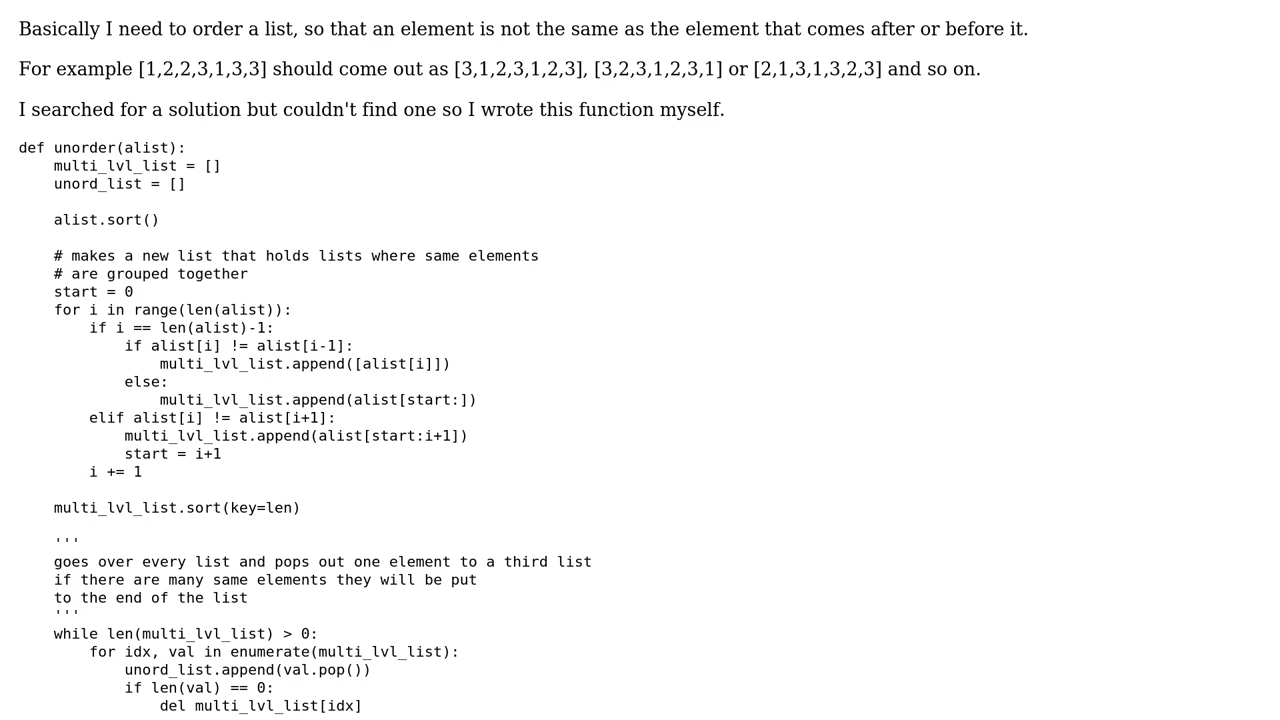 Basically I need to order a list, so that an element is not the same as the element that comes after or before it.
For example [1,2,2,3,1,3,3] should come out as [3,1,2,3,1,2,3], [3,2,3,1,2,3,1] or [2,1,3,1,3,2,3] and so on.
I searched for a solution but couldn't find one so I wrote this function myself.
def unorder(alist):
    multi_lvl_list = []
    unord_list = []

    alist.sort()

    # makes a new list that holds lists where same elements
    # are grouped together
    start = 0
    for i in range(len(alist)):
        if i == len(alist)-1:
            if alist[i] != alist[i-1]:
                multi_lvl_list.append([alist[i]])
            else:
                multi_lvl_list.append(alist[start:])
        elif alist[i] != alist[i+1]:
            multi_lvl_list.append(alist[start:i+1])
            start = i+1
        i += 1

    multi_lvl_list.sort(key=len)

    '''
    goes over every list and pops out one element to a third list
    if there are many same elements they will be put
    to the end of the list
    '''
    while len(multi_lvl_list) > 0:
        for idx, val in enumerate(multi_lvl_list):
            unord_list.append(val.pop())
            if len(val) == 0:
                del multi_lvl_list[idx]